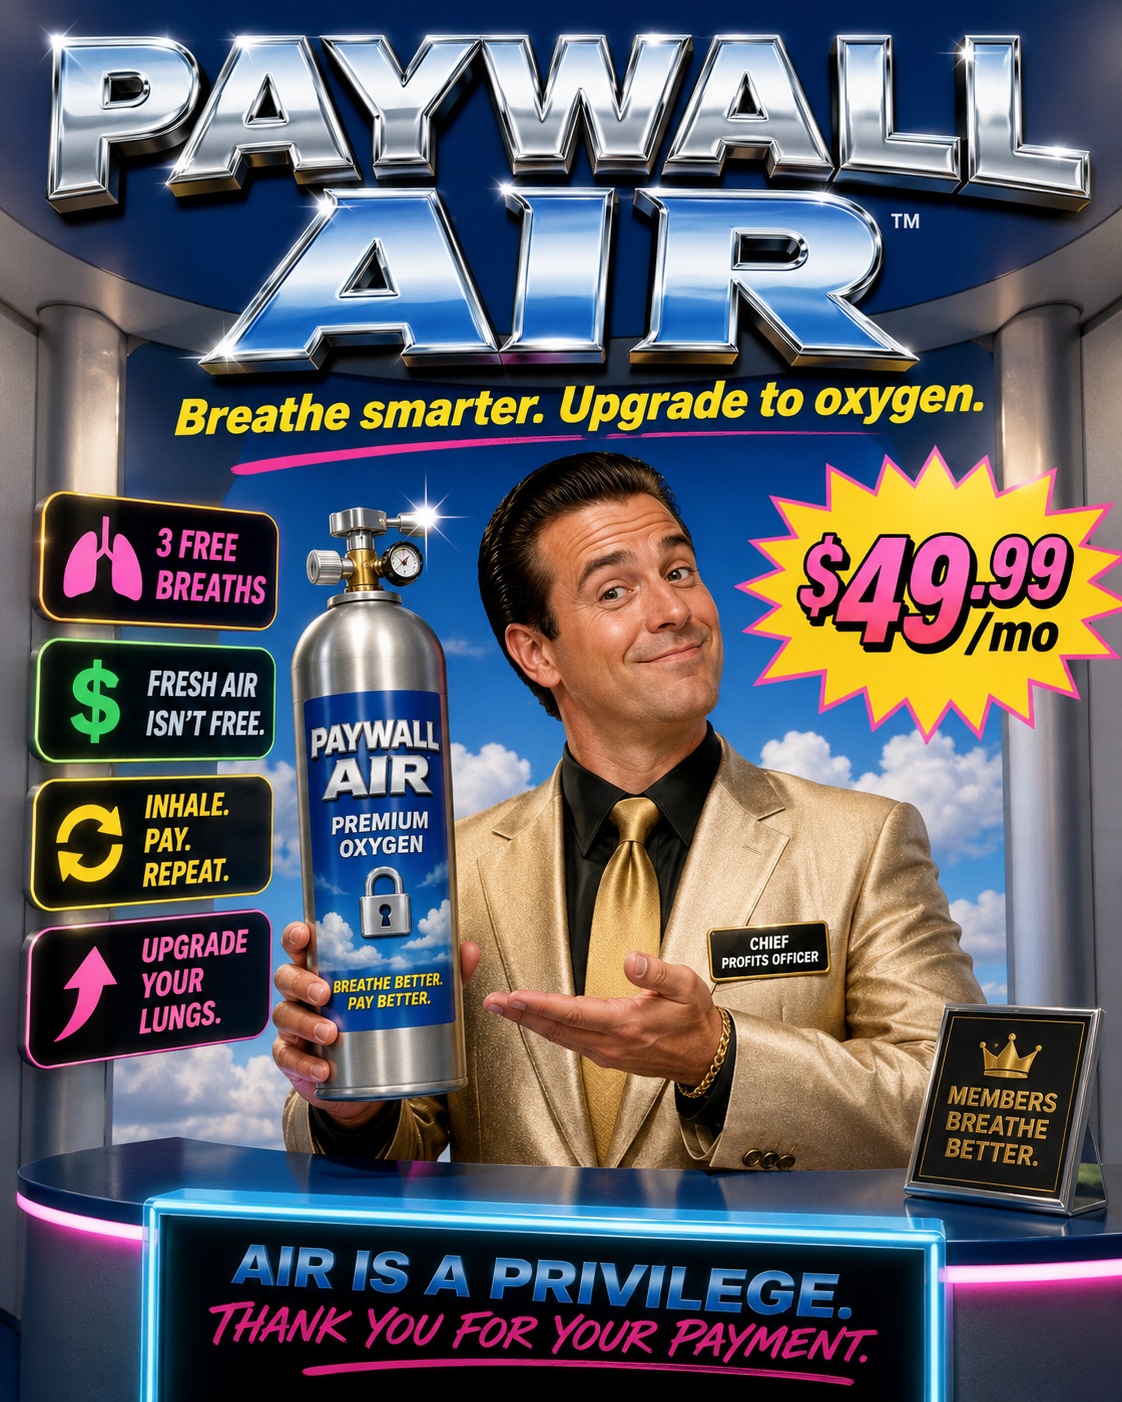 PAYWALL
AIR™
Breathe smarter. Upgrade to oxygen.
3 FREE
BREATHS
FRESH AIR
ISN'T FREE.
INHALE.
PAY.
REPEAT.
UPGRADE
YOUR
LUNGS.
$49.99
/mo
PAYWALL
AIR
PREMIUM
OXYGEN
BREATHE BETTER.
PAY BETTER.
CHIEF
PROFITS OFFICER
MEMBERS
BREATHE
BETTER.
AIR IS A PRIVILEGE.
THANK YOU FOR YOUR PAYMENT.